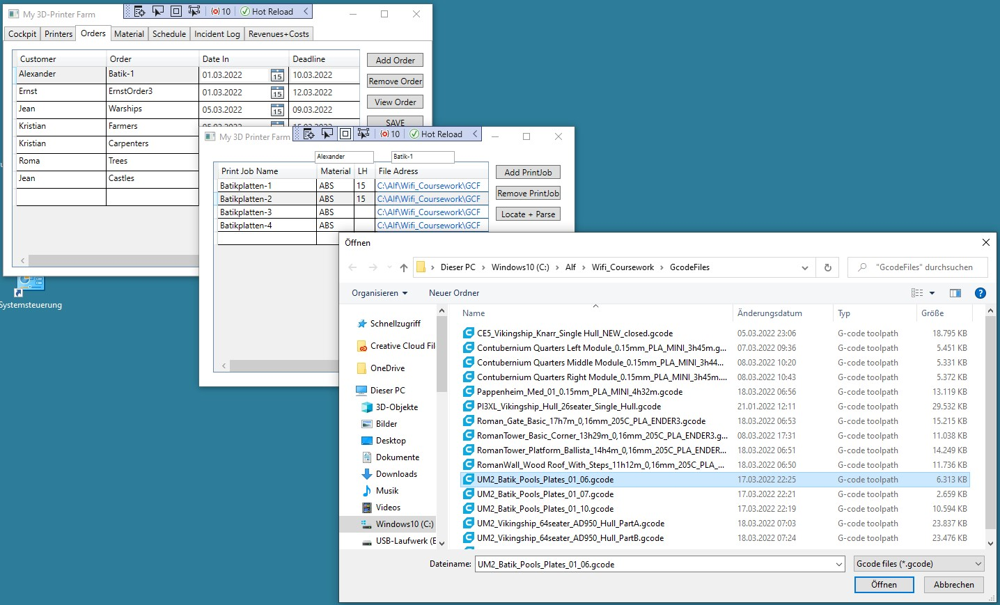 My 3D-Printer Farm
10
Hot Reload
Cockpit Printers Orders Material Schedule Incident Log Revenues+Costs
Customer Order Date In Deadline
Alexander Batik-1 01.03.2022 15 10.03.2022
Ernst ErnstOrder3 01.03.2022 15 12.03.2022
Jean Warships 05.03.2022 15 09.03.2022
Kristian Farmers
Kristian Carpenters
Roma Trees
Jean Castles
Add Order
Remove Order
View Order
SAVE
Systemsteuerung
My 3D Printer Farm
10
Hot Reload
Alexander Batik-1
Print Job Name Material LH File Adress
Batikplatten-1 ABS 15 C:\Alf\Wifi_Coursework\GCF
Batikplatten-2 ABS 15 C:\Alf\Wifi_Coursework\GCF
Batikplatten-3 ABS C:\Alf\Wifi_Coursework\GCF
Batikplatten-4 ABS C:\Alf\Wifi_Coursework\GCF
Add PrintJob
Remove PrintJob
Locate + Parse
Öffnen
Dieser PC > Windows10 (C:) > Alf > Wifi_Coursework > GcodeFiles
"GcodeFiles" durchsuchen
Organisieren Neuer Ordner
Schnellzugriff
Creative Cloud Fil
OneDrive
Dieser PC
3D-Objekte
Bilder
Desktop
Dokumente
Downloads
Musik
Videos
Windows10 (C:)
USB-Laufwerk (E
Name Änderungsdatum Typ Größe
CE5_Vikingship_Knarr_Single Hull_NEW_closed.gcode 05.03.2022 23:06 G-code toolpath 18.795 KB
Contubernium Quarters Left Module_0.15mm_PLA_MINI_3h45m.g... 07.03.2022 09:36 G-code toolpath 5.451 KB
Contubernium Quarters Middle Module_0.15mm_PLA_MINI_3h44... 08.03.2022 10:20 G-code toolpath 5.331 KB
Contubernium Quarters Right Module_0.15mm_PLA_MINI_3h45m.... 08.03.2022 10:43 G-code toolpath 5.372 KB
Pappenheim_Med_01_0.15mm_PLA_MINI_4h32m.gcode 18.03.2022 06:56 G-code toolpath 13.119 KB
PI3XL_Vikingship_Hull_26seater_Single_Hull.gcode 21.01.2022 12:11 G-code toolpath 29.532 KB
Roman_Gate_Basic_17h7m_0,16mm_205C_PLA_ENDER3.gcode 18.03.2022 06:53 G-code toolpath 15.215 KB
RomanTower_Basic_Corner_13h29m_0,16mm_205C_PLA_ENDER3.g... 08.03.2022 17:31 G-code toolpath 11.038 KB
RomanTower_Platform_Ballista_14h4m_0,16mm_205C_PLA_ENDER... 18.03.2022 06:51 G-code toolpath 14.249 KB
RomanWall_Wood Roof_With_Steps_11h12m_0,16mm_205C_PLA_... 18.03.2022 06:50 G-code toolpath 11.736 KB
UM2_Batik_Pools_Plates_01_06.gcode 17.03.2022 22:25 G-code toolpath 6.313 KB
UM2_Batik_Pools_Plates_01_07.gcode 17.03.2022 22:21 G-code toolpath 2.659 KB
UM2_Batik_Pools_Plates_01_10.gcode 17.03.2022 22:19 G-code toolpath 10.594 KB
UM2_Vikingship_64seater_AD950_Hull_PartA.gcode 18.03.2022 07:03 G-code toolpath 23.837 KB
UM2_Vikingship_64seater_AD950_Hull_PartB.gcode 18.03.2022 07:24 G-code toolpath 23.476 KB
Dateiname: UM2_Batik_Pools_Plates_01_06.gcode Gcode files (*.gcode)
Öffnen Abbrechen